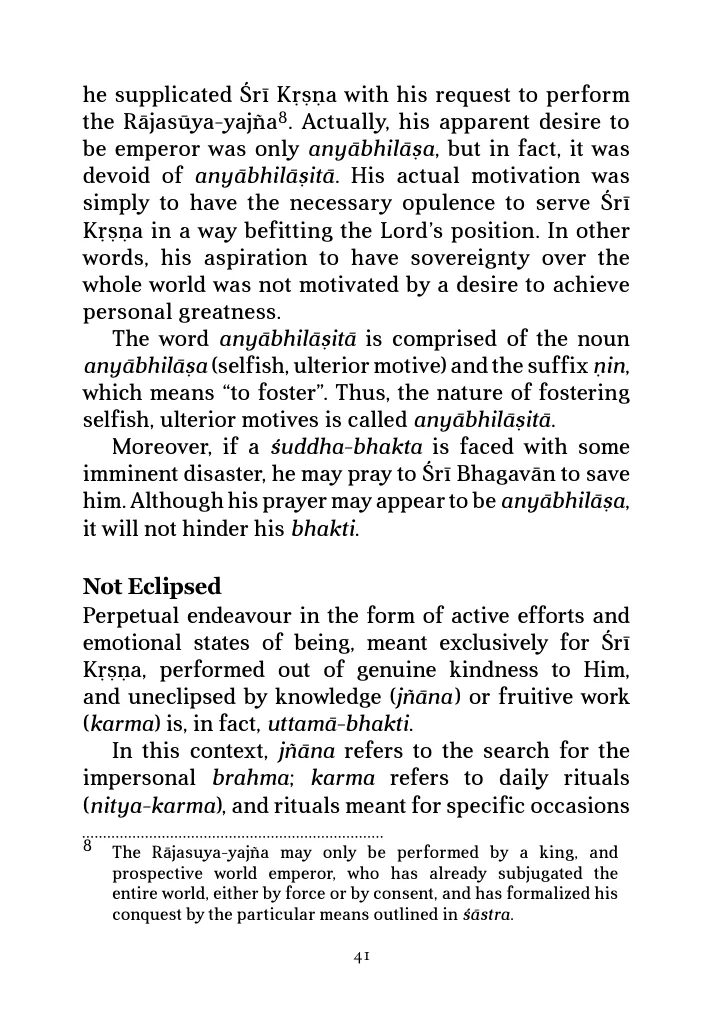 he supplicated Śrī Kṛṣṇa with his request to perform
the Rājasūya-yajña8. Actually, his apparent desire to
be emperor was only anyābhilāṣa, but in fact, it was
devoid of anyābhilāṣitā. His actual motivation was
simply to have the necessary opulence to serve Śrī
Kṛṣṇa in a way befitting the Lord’s position. In other
words, his aspiration to have sovereignty over the
whole world was not motivated by a desire to achieve
personal greatness.
The word anyābhilāṣitā is comprised of the noun
anyābhilāṣa (selfish, ulterior motive) and the suffix ṇin,
which means “to foster”. Thus, the nature of fostering
selfish, ulterior motives is called anyābhilāṣitā.
Moreover, if a śuddha-bhakta is faced with some
imminent disaster, he may pray to Śrī Bhagavān to save
him. Although his prayer may appear to be anyābhilāṣa,
it will not hinder his bhakti.
Not Eclipsed
Perpetual endeavour in the form of active efforts and
emotional states of being, meant exclusively for Śrī
Kṛṣṇa, performed out of genuine kindness to Him,
and uneclipsed by knowledge (jñāna) or fruitive work
(karma) is, in fact, uttamā-bhakti.
In this context, jñāna refers to the search for the
impersonal brahma; karma refers to daily rituals
(nitya-karma), and rituals meant for specific occasions
8 The Rājasuya-yajña may only be performed by a king, and
prospective world emperor, who has already subjugated the
entire world, either by force or by consent, and has formalized his
conquest by the particular means outlined in śāstra.
41